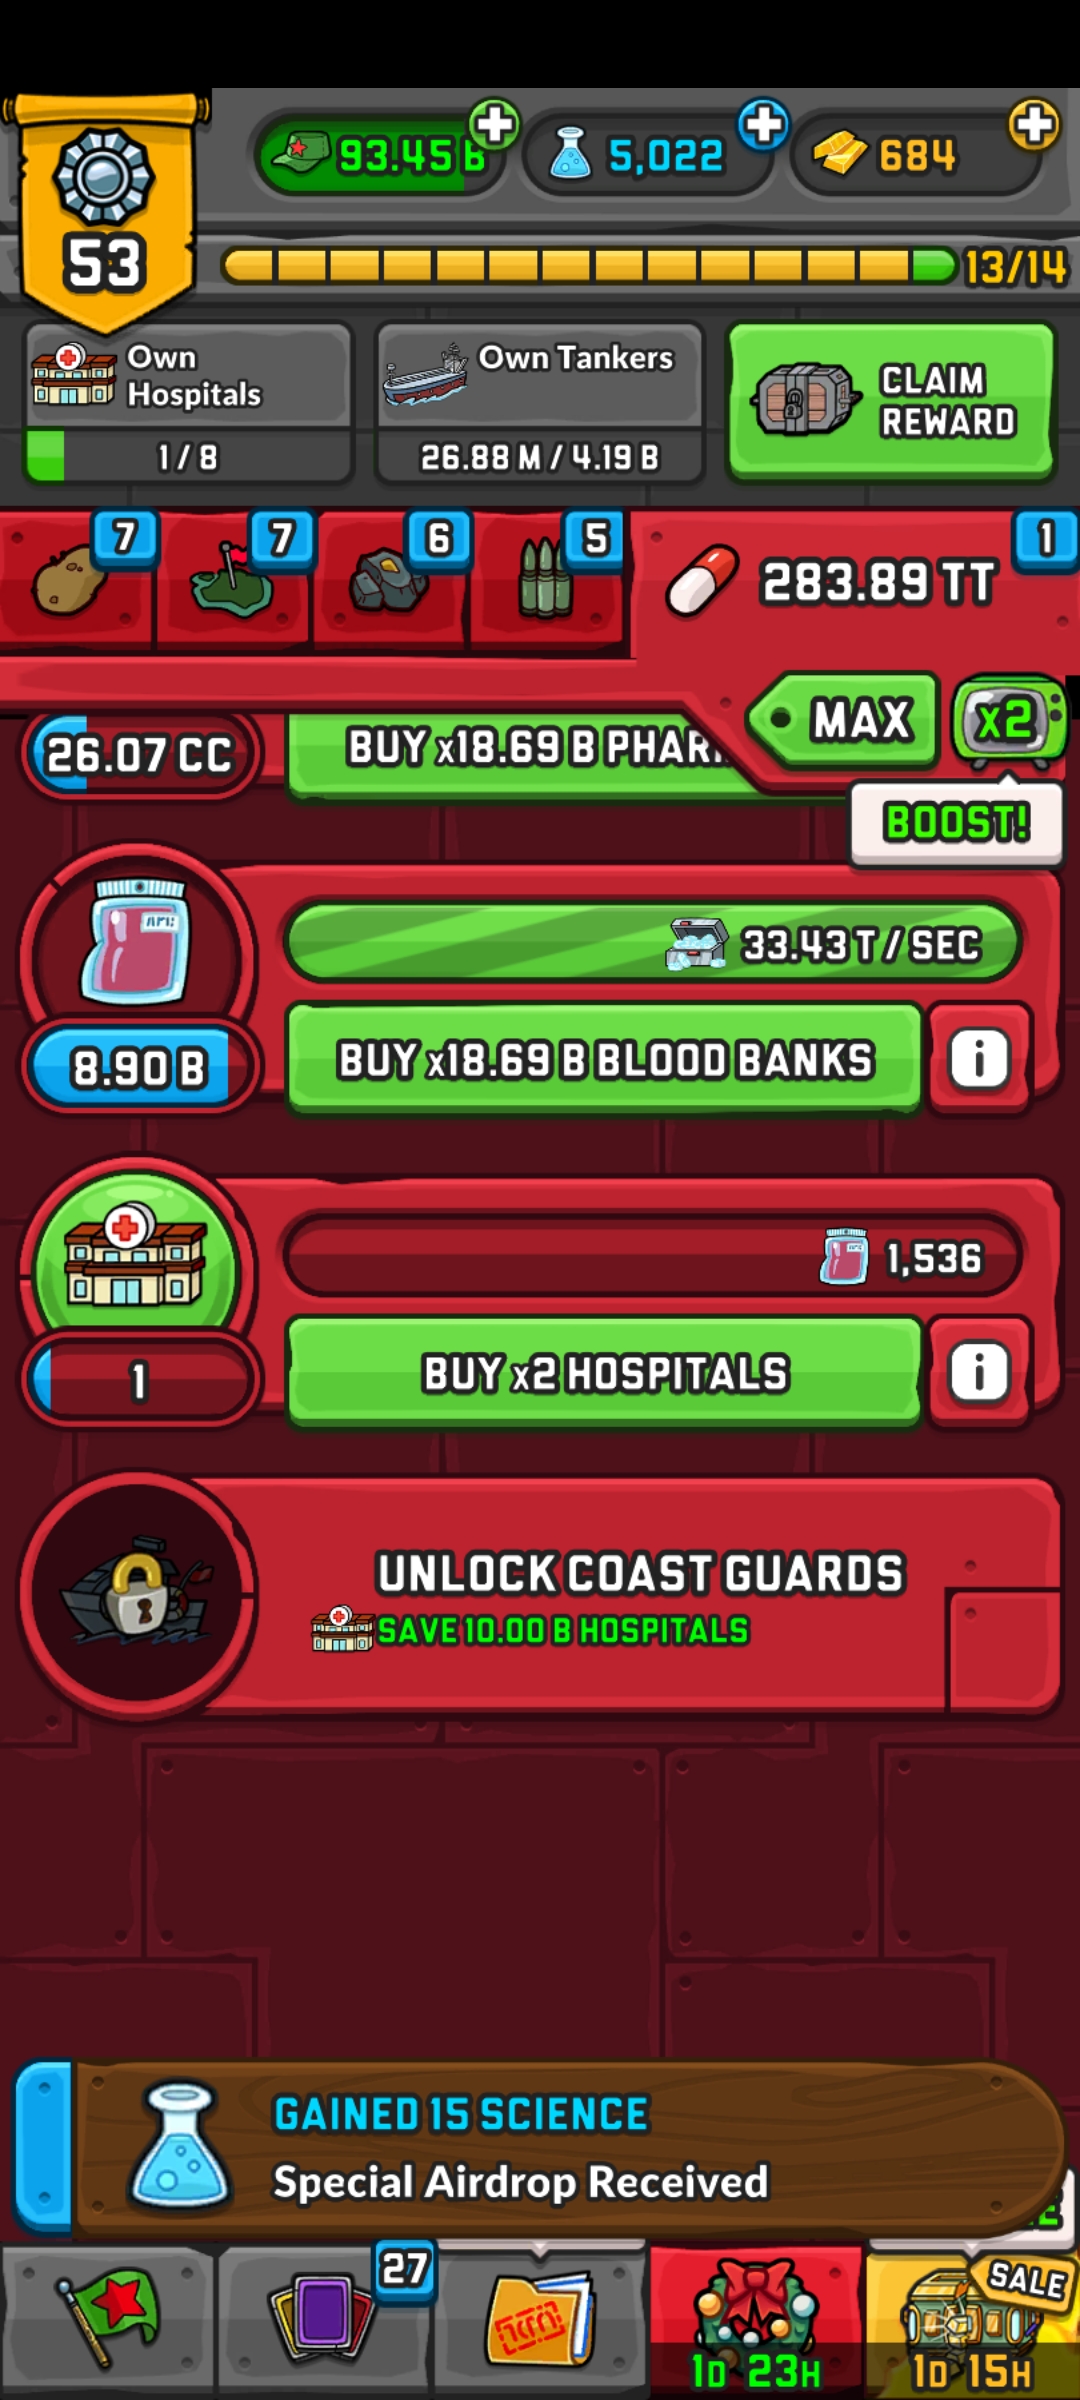 93.45 B
5,022
684
53
13/14
Own
Hospitals
1 / 8
Own Tankers
26.88 M / 4.19 B
CLAIM
REWARD
7
7
6
5
283.89 TT
1
MAX
x2
BOOST!
26.07 CC
BUY x18.69 B PHAR
33.43 T / SEC
8.90 B
BUY x18.69 B BLOOD BANKS
i
1,536
1
BUY x2 HOSPITALS
i
UNLOCK COAST GUARDS
SAVE 10.00 B HOSPITALS
GAINED 15 SCIENCE
Special Airdrop Received
27
SALE
1D 23H
1D 15H